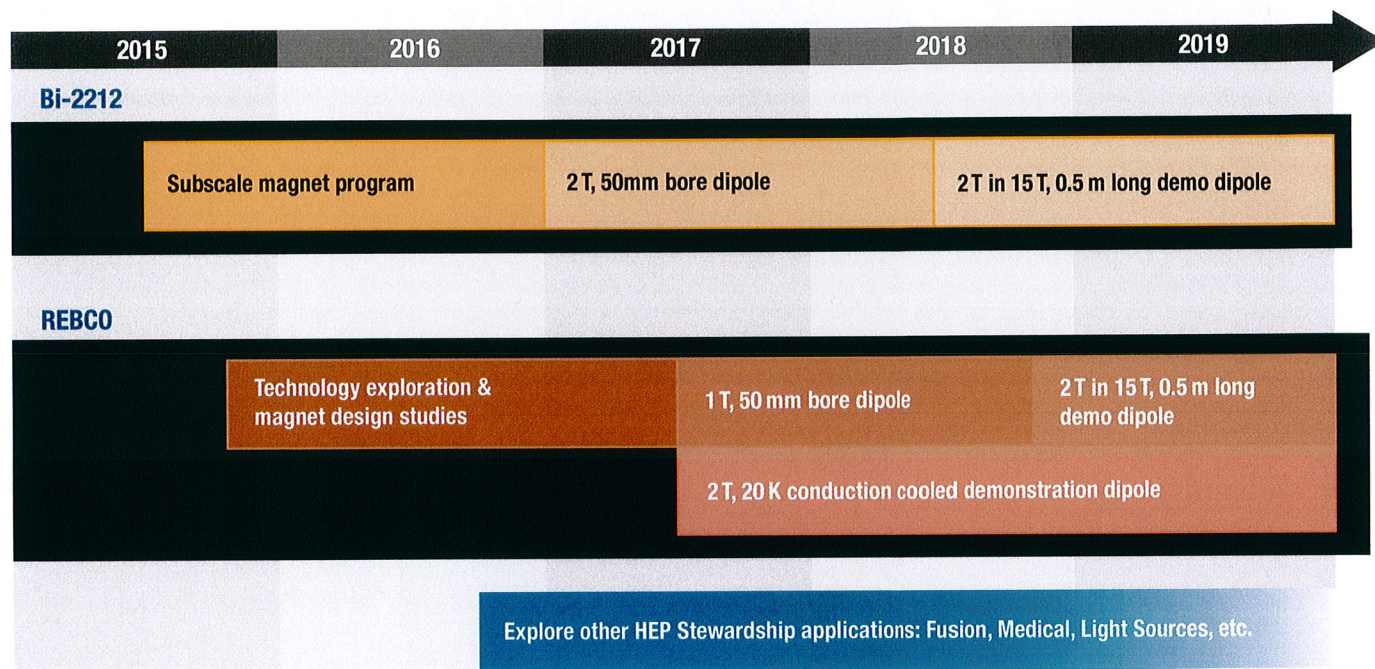 2015 2016 2017 2018 2019
Bi-2212
Subscale magnet program
2 T, 50mm bore dipole
2 T in 15 T, 0.5 m long demo dipole
REBCO
Technology exploration &
magnet design studies
1 T, 50 mm bore dipole
2 T in 15 T, 0.5 m long
demo dipole
2 T, 20 K conduction cooled demonstration dipole
Explore other HEP Stewardship applications: Fusion, Medical, Light Sources, etc.